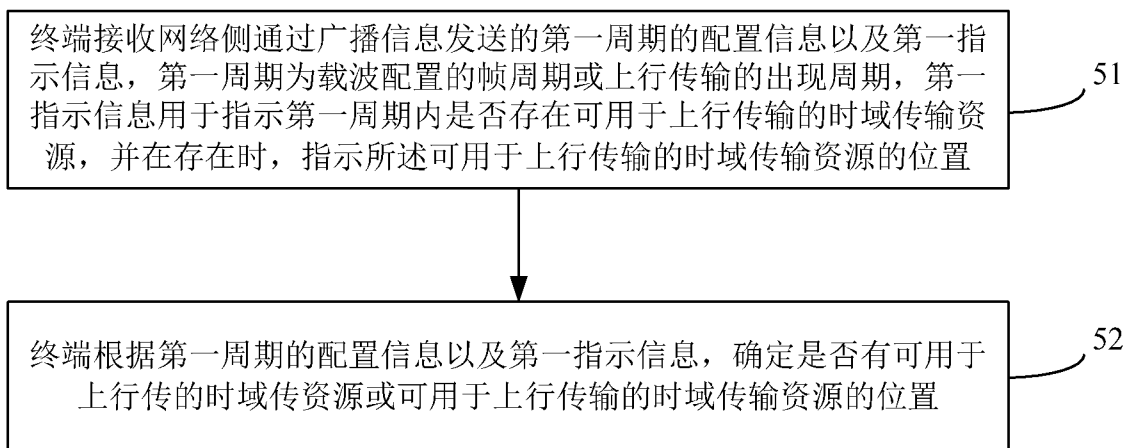 终端接收网络侧通过广播信息发送的第一周期的配置信息以及第一指
示信息，第一周期为载波配置的帧周期或上行传输的出现周期，第一
指示信息用于指示第一周期内是否存在可用于上行传输的时域传输资
源，并在存在时，指示所述可用于上行传输的时域传输资源的位置
51
终端根据第一周期的配置信息以及第一指示信息，确定是否有可用于
上行传的时域传资源或可用于上行传输的时域传输资源的位置
52